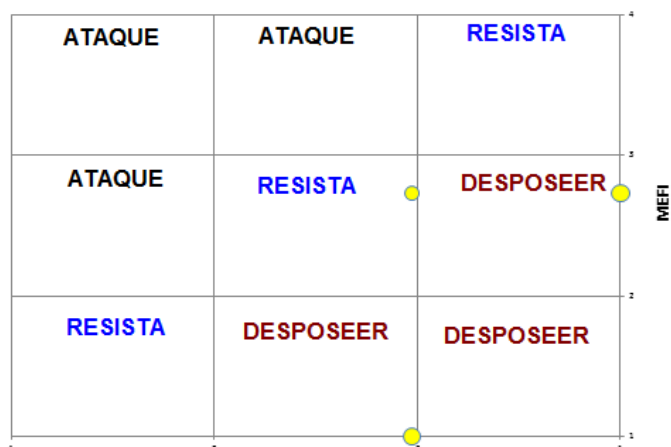 ATAQUE ATAQUE RESISTA 4
3
ATAQUE RESISTA DESPOSEER
MEFI
2
RESISTA DESPOSEER DESPOSEER
1